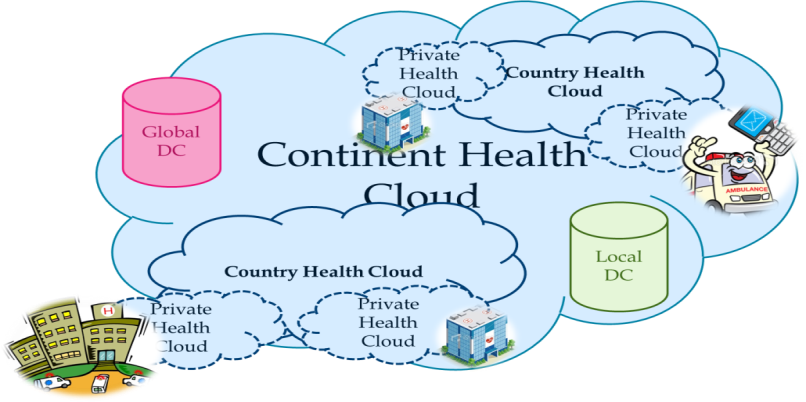 Private
Health
Cloud
Country Health
Cloud
Private
Health
Cloud
Global
DC
AMBULANCE
Continent Health
Cloud
Local
DC
Country Health Cloud
H
Private
Health
Cloud
Private
Health
Cloud